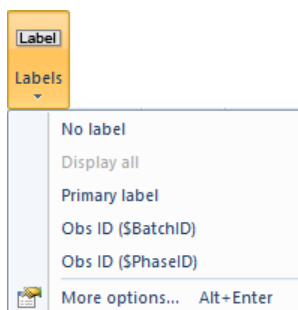 Label
Labels
No label
Display all
Primary label
Obs ID ($BatchID)
Obs ID ($PhaseID)
More options... Alt+Enter